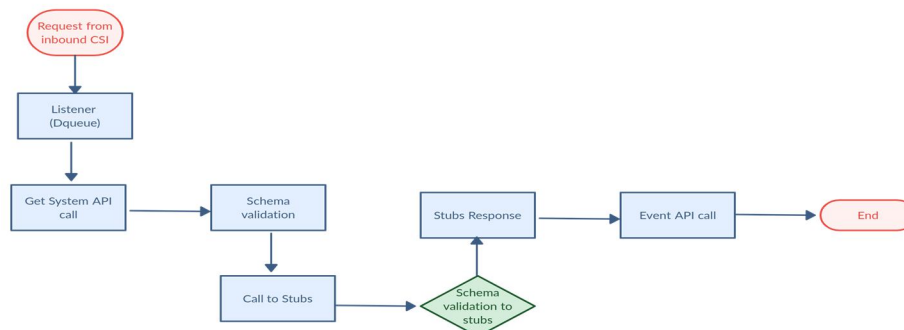 Request from
inbound CSI
Listener
(Dqueue)
Get System API
call
Schema
validation
Call to Stubs
Schema
validation to
stubs
Stubs Response
Event API call
End